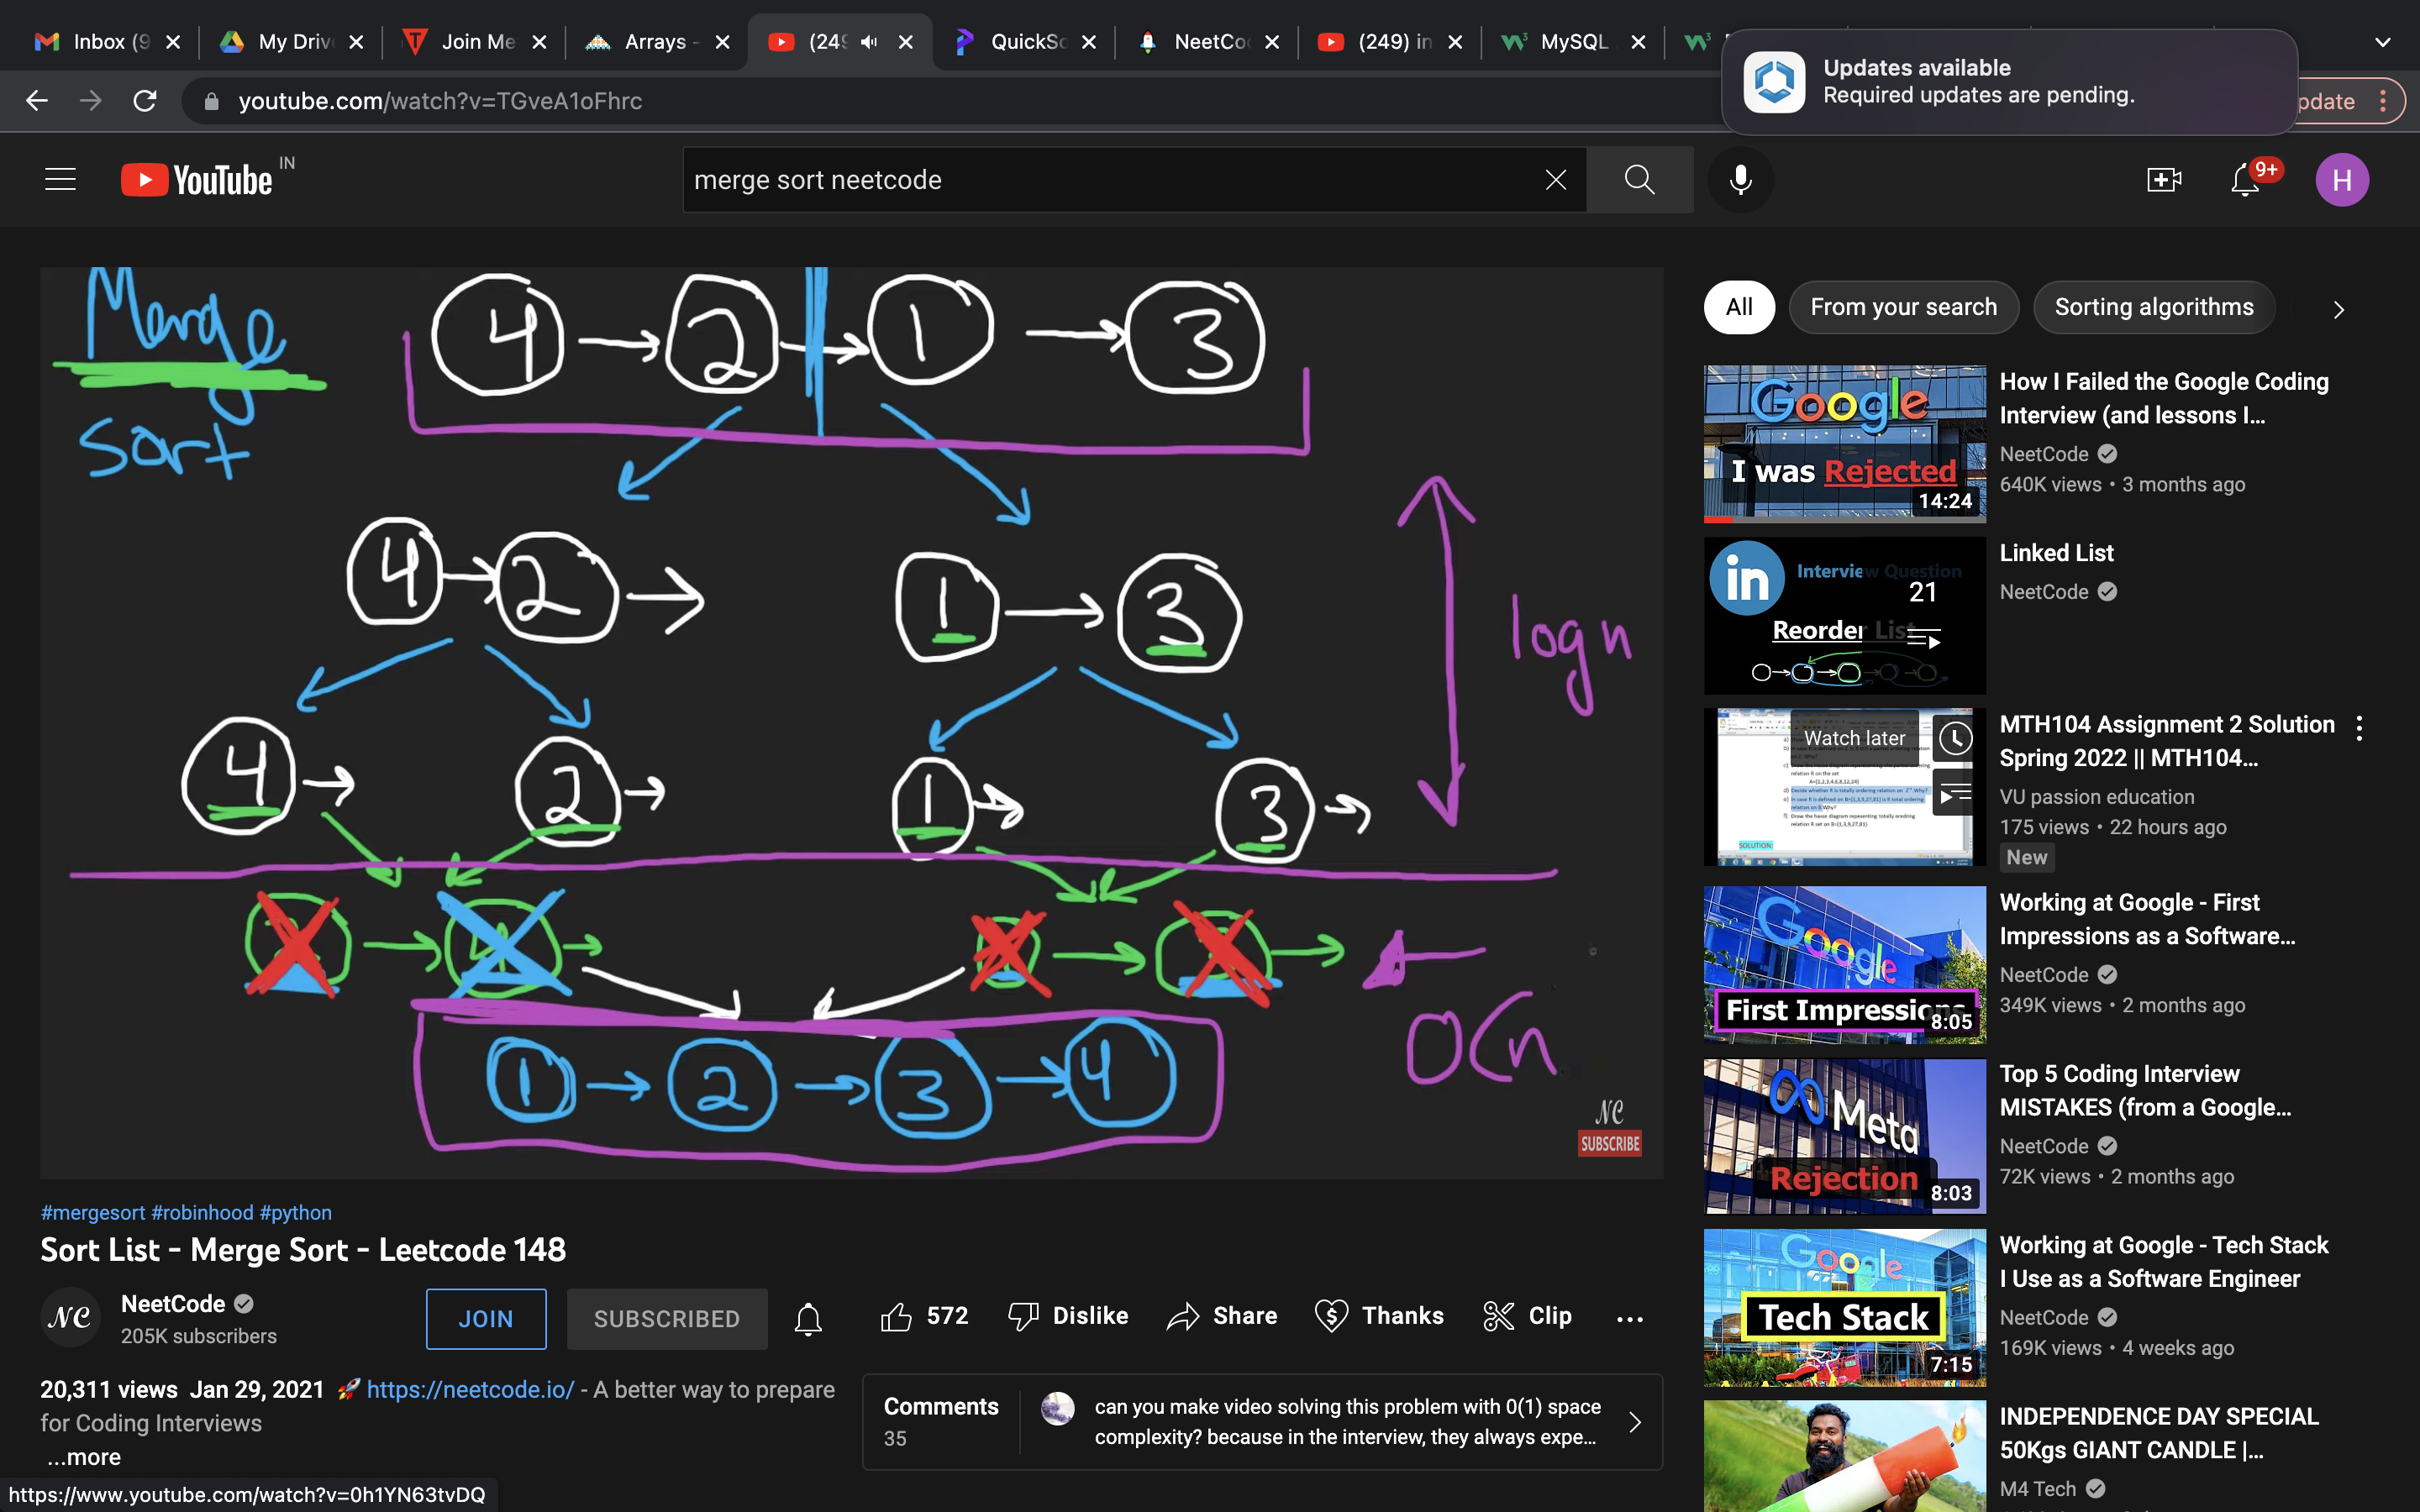 Inbox (9
My Driv
Join Me
Arrays -
(249
QuickSo
NeetCo
(249) in
MySQL
Updates available
Required updates are pending.
youtube.com/watch?v=TGveA1oFhrc
pdate
YouTube IN
merge sort neetcode
9+
H
Merge
Sort
4 2 1 3
4 2 1 3
log n
4 2 1 3
1 2 3 4
O(n
NC
SUBSCRIBE
#mergesort #robinhood #python
Sort List - Merge Sort - Leetcode 148
NC
NeetCode
205K subscribers
JOIN
SUBSCRIBED
572
Dislike
Share
Thanks
Clip
20,311 views Jan 29, 2021 🚀 https://neetcode.io/ - A better way to prepare
for Coding Interviews
...more
Comments
35
can you make video solving this problem with 0(1) space
complexity? because in the interview, they always expe...
https://www.youtube.com/watch?v=0h1YN63tvDQ
All
From your search
Sorting algorithms
Google
I was Rejected
14:24
How I Failed the Google Coding
Interview (and lessons I...
NeetCode
640K views • 3 months ago
in
Interview Question
21
Reorder List
Linked List
NeetCode
Watch later
SOLUTION:
MTH104 Assignment 2 Solution
Spring 2022 || MTH104...
VU passion education
175 views • 22 hours ago
New
Google
First Impressions
8:05
Working at Google - First
Impressions as a Software...
NeetCode
349K views • 2 months ago
Meta
Rejection
8:03
Top 5 Coding Interview
MISTAKES (from a Google...
NeetCode
72K views • 2 months ago
Google
Tech Stack
7:15
Working at Google - Tech Stack
I Use as a Software Engineer
NeetCode
169K views • 4 weeks ago
INDEPENDENCE DAY SPECIAL
50Kgs GIANT CANDLE |...
M4 Tech